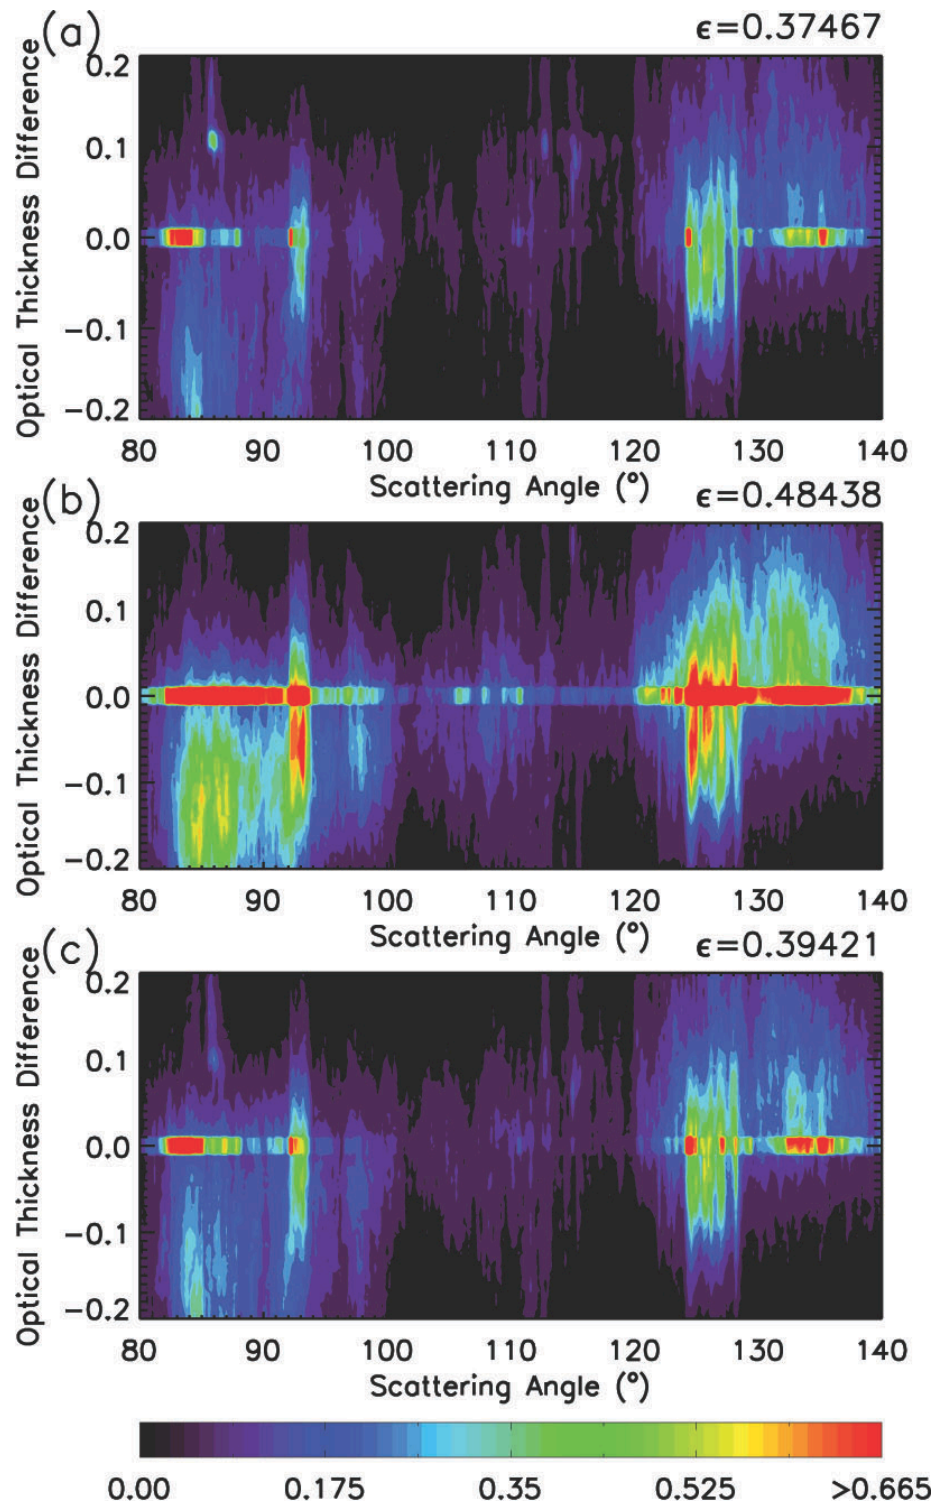 (a) ϵ=0.37467
Optical Thickness Difference
0.2
0.1
0.0
−0.1
−0.2
80 90 100 110 120 130 140
Scattering Angle (°)
(b) ϵ=0.48438
Optical Thickness Difference
0.2
0.1
0.0
−0.1
−0.2
80 90 100 110 120 130 140
Scattering Angle (°)
(c) ϵ=0.39421
Optical Thickness Difference
0.2
0.1
0.0
−0.1
−0.2
80 90 100 110 120 130 140
Scattering Angle (°)
0.00 0.175 0.35 0.525 >0.665